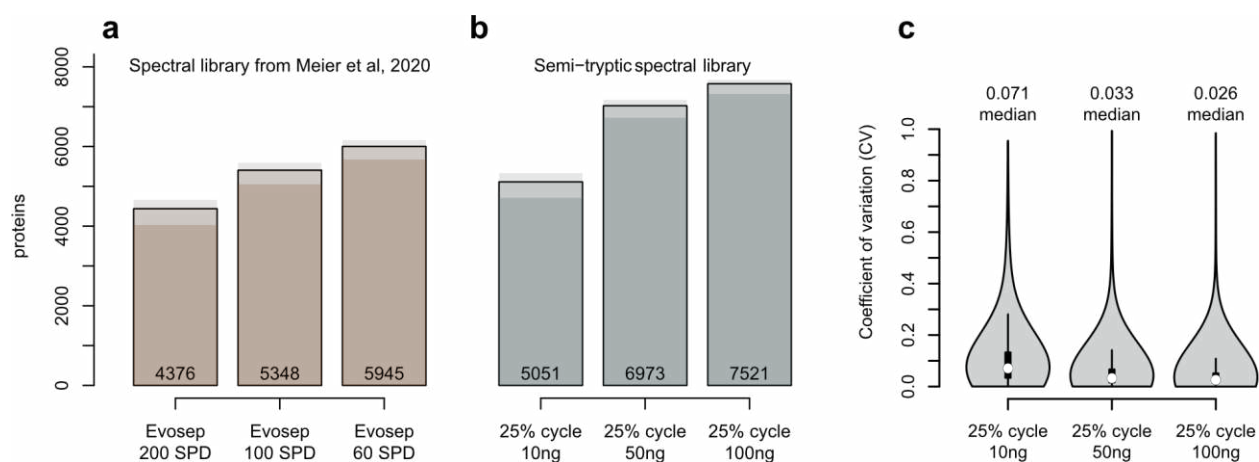 a
Spectral library from Meier et al, 2020
proteins
8000
6000
4000
2000
0
4376
5348
5945
Evosep
200 SPD
Evosep
100 SPD
Evosep
60 SPD
b
Semi-tryptic spectral library
5051
6973
7521
25% cycle
10ng
25% cycle
50ng
25% cycle
100ng
c
0.071
median
0.033
median
0.026
median
Coefficient of variation (CV)
1.0
0.8
0.6
0.4
0.2
0.0
25% cycle
10ng
25% cycle
50ng
25% cycle
100ng